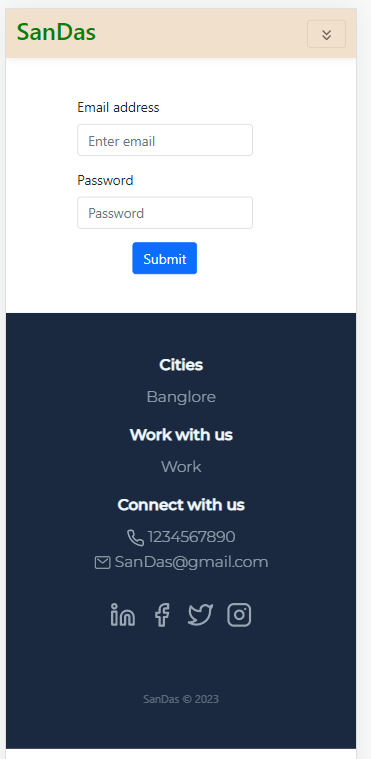 SanDas
Email address
Enter email
Password
Password
Submit
Cities
Banglore
Work with us
Work
Connect with us
1234567890
SanDas@gmail.com
SanDas © 2023